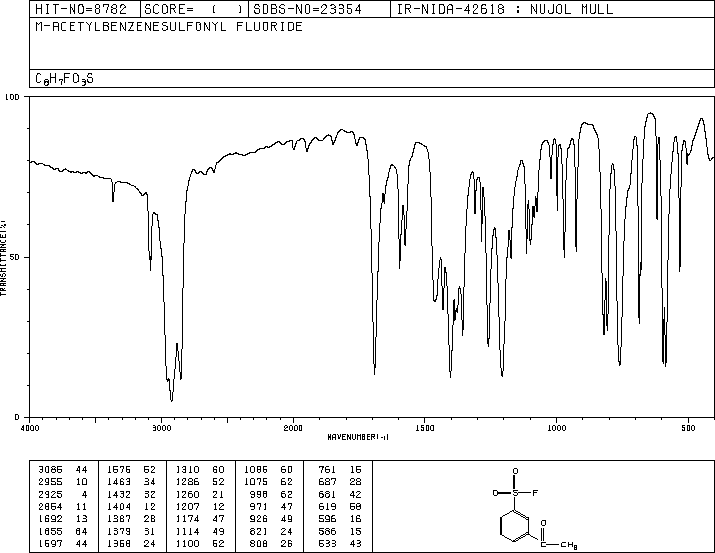 HIT-NO=8782 SCORE= ( ) SDBS-NO=23354 IR-NIDA-42618 : NUJOL MULL
M-ACETYLBENZENESULFONYL FLUORIDE
C8H7FO3S
100
50
0
TRANSMITTANCE(%)
4000 3000 2000 1500 1000 500
WAVENUMBER(-1)
3085 44 1576 52 1310 60 1086 60 761 15
2955 10 1463 34 1286 52 1075 62 687 28
2925 4 1432 32 1260 21 998 62 681 42
2854 11 1404 12 1207 12 971 47 619 58
1692 13 1387 28 1174 47 926 49 596 16
1655 64 1379 31 1114 49 821 24 586 15
1597 44 1358 24 1100 52 808 26 533 43
O
O S F
O
C CH3